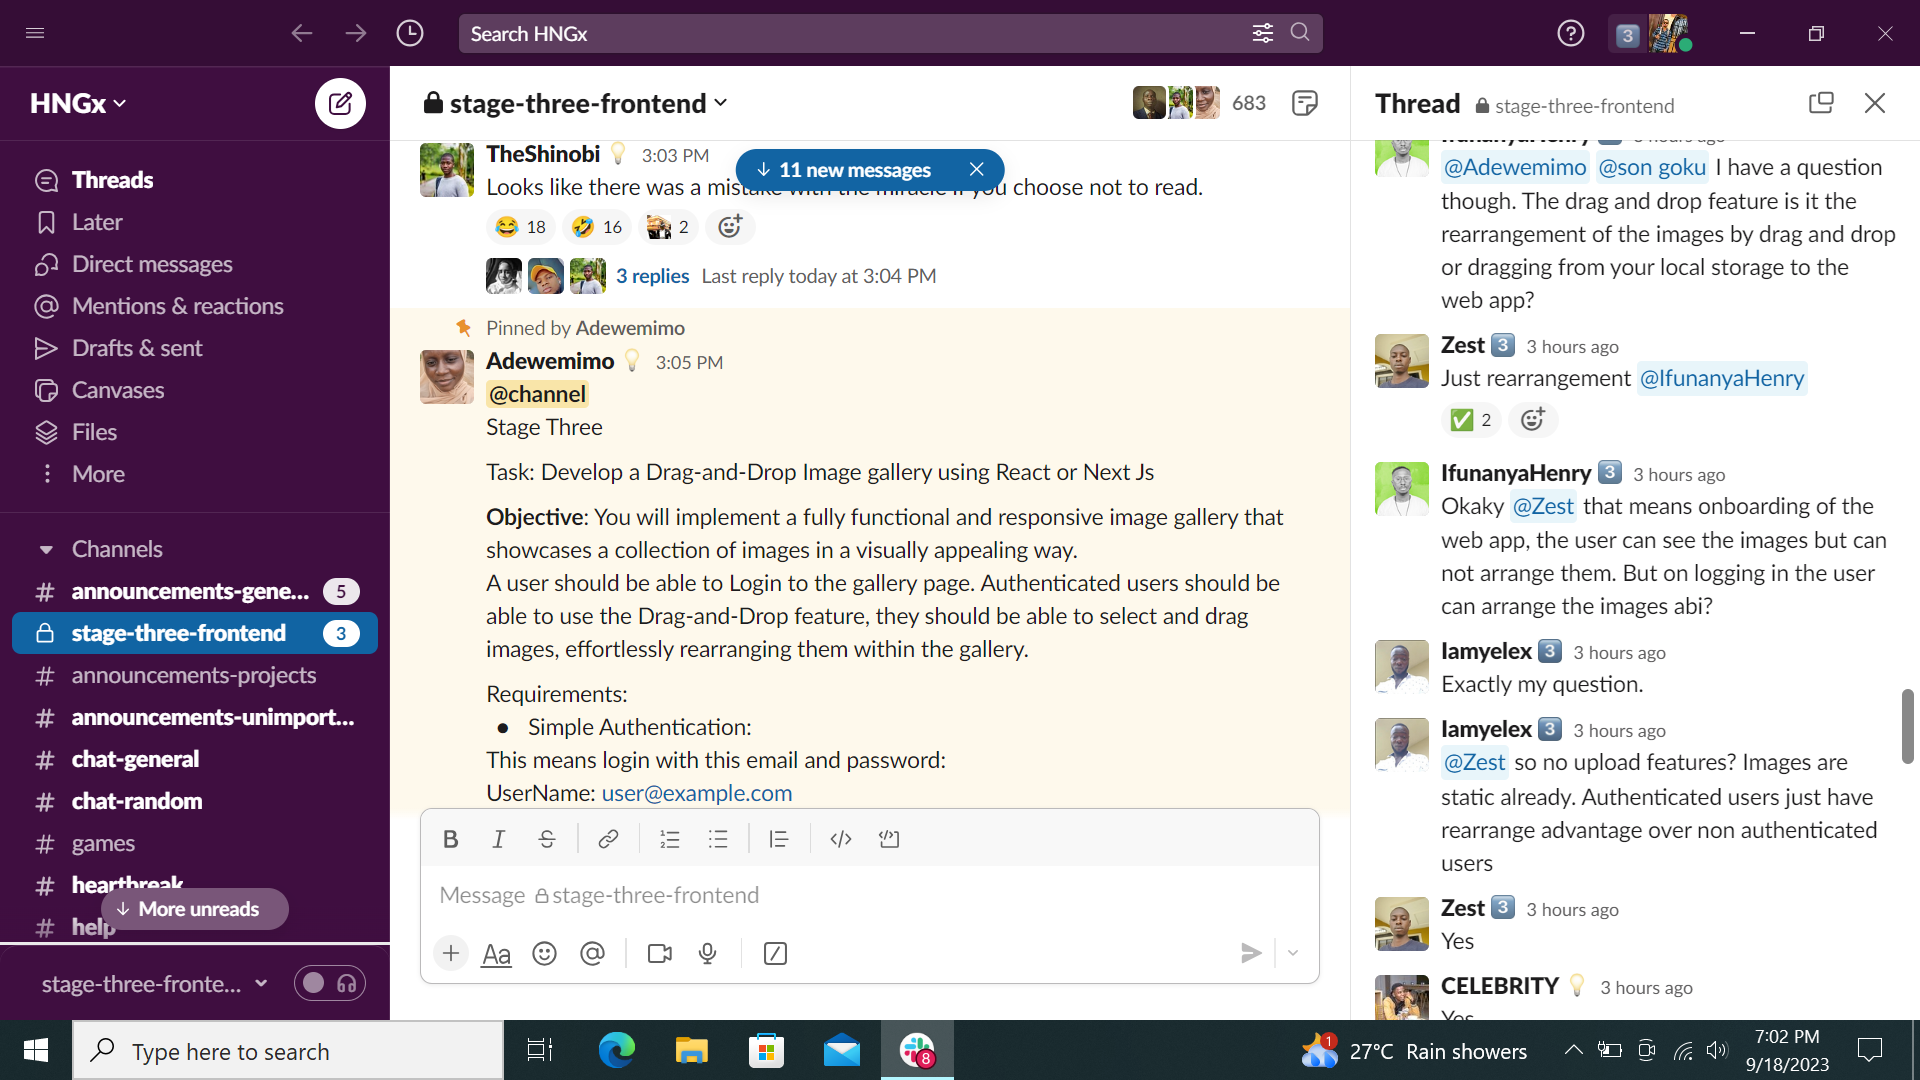 Search HNGx
3
HNGx
Threads
Later
Direct messages
Mentions & reactions
Drafts & sent
Canvases
Files
More
Channels
announcements-gene... 5
stage-three-frontend 3
announcements-projects
announcements-unimport...
chat-general
chat-random
games
heartbreak
More unreads
help
stage-three-fronte...
stage-three-frontend
683
TheShinobi 3:03 PM
11 new messages
Looks like there was a mistake with the miracle if you choose not to read.
18 16 2
3 replies Last reply today at 3:04 PM
Pinned by Adewemimo
Adewemimo 3:05 PM
@channel
Stage Three
Task: Develop a Drag-and-Drop Image gallery using React or Next Js
Objective: You will implement a fully functional and responsive image gallery that
showcases a collection of images in a visually appealing way.
A user should be able to Login to the gallery page. Authenticated users should be
able to use the Drag-and-Drop feature, they should be able to select and drag
images, effortlessly rearranging them within the gallery.
Requirements:
● Simple Authentication:
This means login with this email and password:
UserName: user@example.com
B I S
Message stage-three-frontend
Aa
Thread stage-three-frontend
IfunanyaHenry 3 hours ago
@Adewemimo @son goku I have a question
though. The drag and drop feature is it the
rearrangement of the images by drag and drop
or dragging from your local storage to the
web app?
Zest 3 3 hours ago
Just rearrangement @IfunanyaHenry
2
IfunanyaHenry 3 3 hours ago
Okaky @Zest that means onboarding of the
web app, the user can see the images but can
not arrange them. But on logging in the user
can arrange the images abi?
Iamyelex 3 3 hours ago
Exactly my question.
Iamyelex 3 3 hours ago
@Zest so no upload features? Images are
static already. Authenticated users just have
rearrange advantage over non authenticated
users
Zest 3 3 hours ago
Yes
CELEBRITY 3 hours ago
Yes
Type here to search
8
1
27°C Rain showers
7:02 PM
9/18/2023